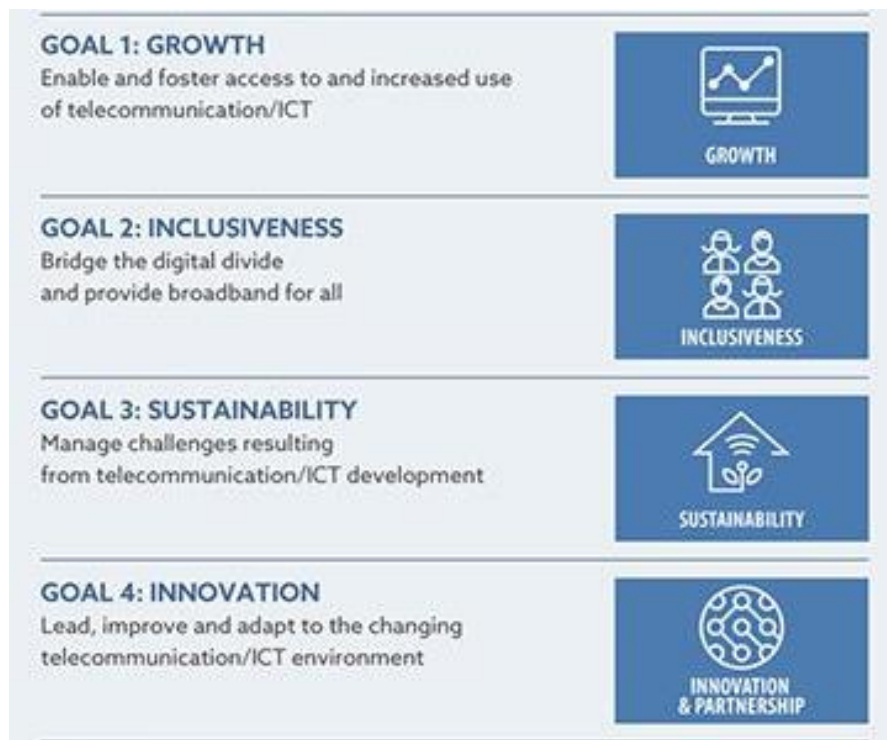 GOAL 1: GROWTH
Enable and foster access to and increased use
of telecommunication/ICT
GROWTH
GOAL 2: INCLUSIVENESS
Bridge the digital divide
and provide broadband for all
INCLUSIVENESS
GOAL 3: SUSTAINABILITY
Manage challenges resulting
from telecommunication/ICT development
SUSTAINABILITY
GOAL 4: INNOVATION
Lead, improve and adapt to the changing
telecommunication/ICT environment
INNOVATION
& PARTNERSHIP